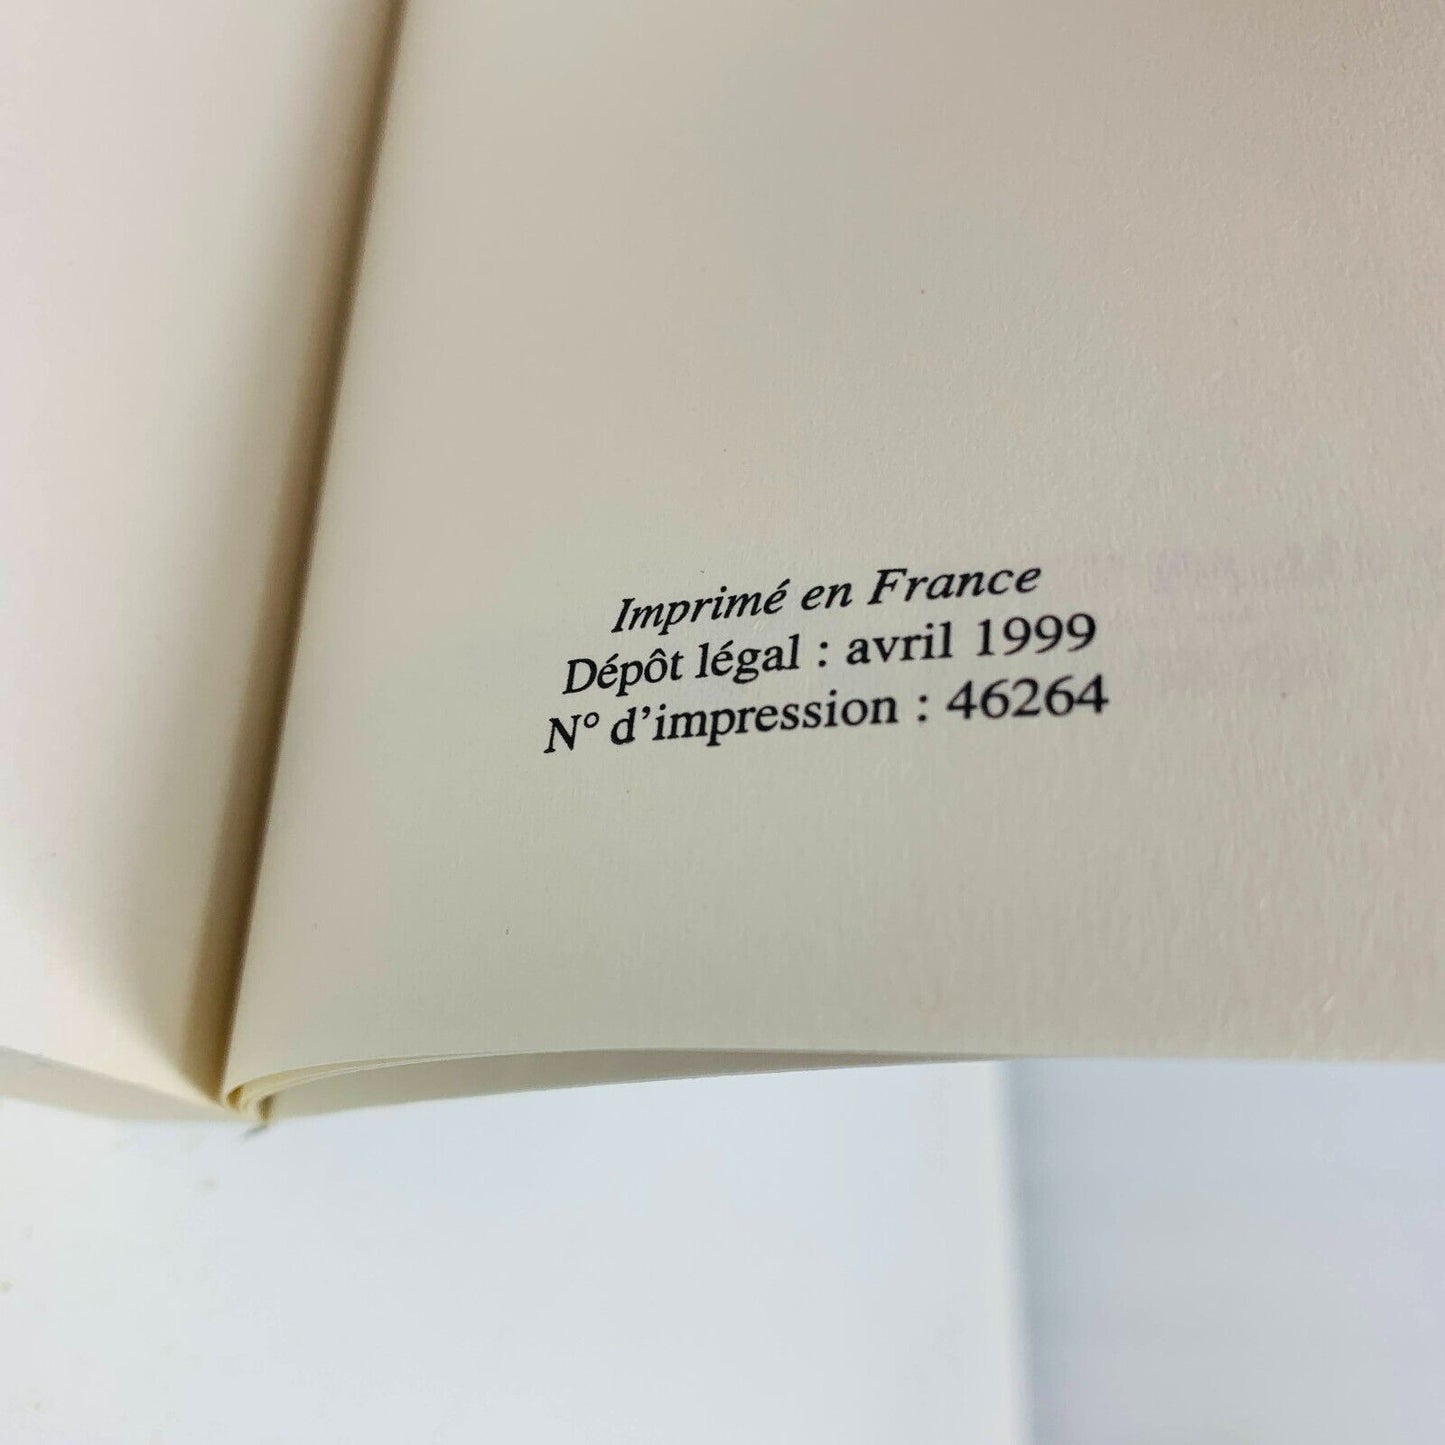 Imprimé en France
Dépôt légal : avril 1999
N° d’impression : 46264